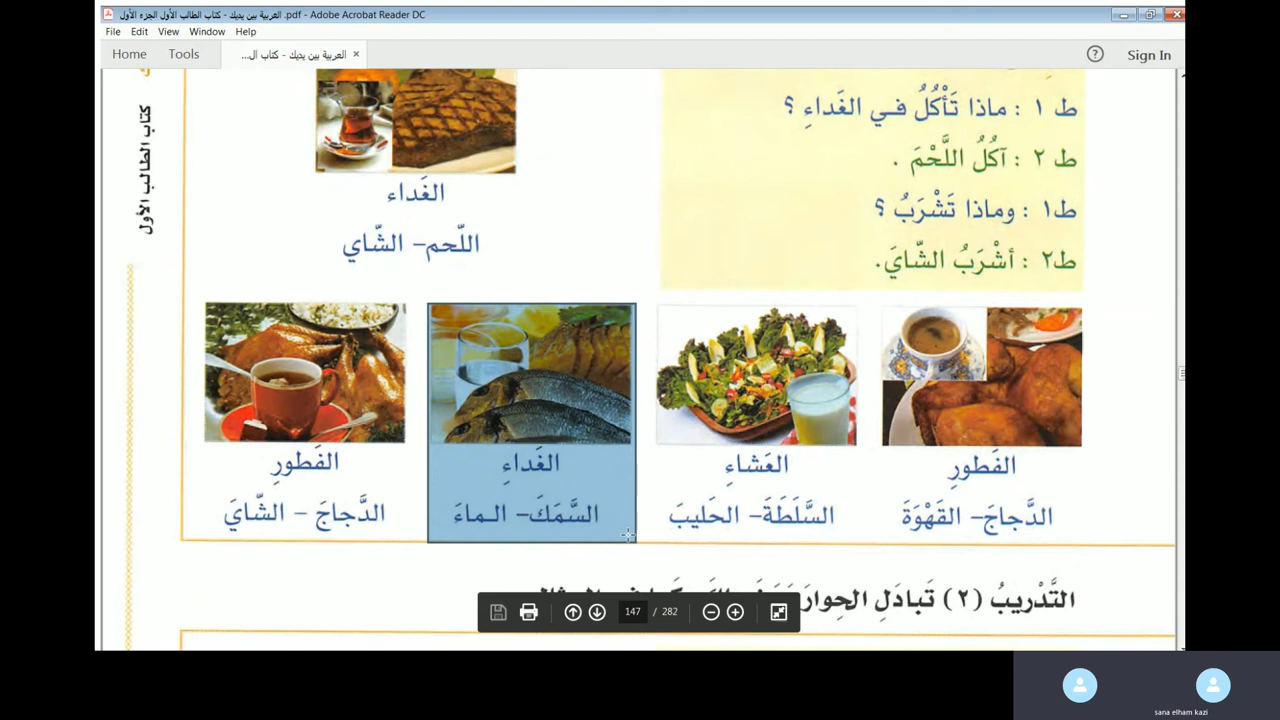 العربية بين يديك - كتاب الطالب الأول الجزء الأول.pdf - Adobe Acrobat Reader DC
File Edit View Window Help
Home Tools العربية بين يديك - كتاب ال... × Sign In
كتاب الطالب الأول
ط ١ : ماذا تَأْكُلُ فـي الغَداءِ ؟
ط ٢ : آكُلُ اللَّحْمَ .
ط١ : وماذا تَشْرَبُ ؟
ط٢ : أشْرَبُ الشّايَ.
الغَداء
اللّحم– الشّاي
الفَطورِ
الدَّجاجَ– القَهْوَةَ
العَشاءِ
السَّلَطَةَ– الحَليبَ
الغَداءِ
السَّمَكَ– الـماءَ
الفَطورِ
الدَّجاجَ – الشّايَ
التَّدْريبُ (٢) تَبادَلِ الحِوارَ
147 / 282
sana elham kazi